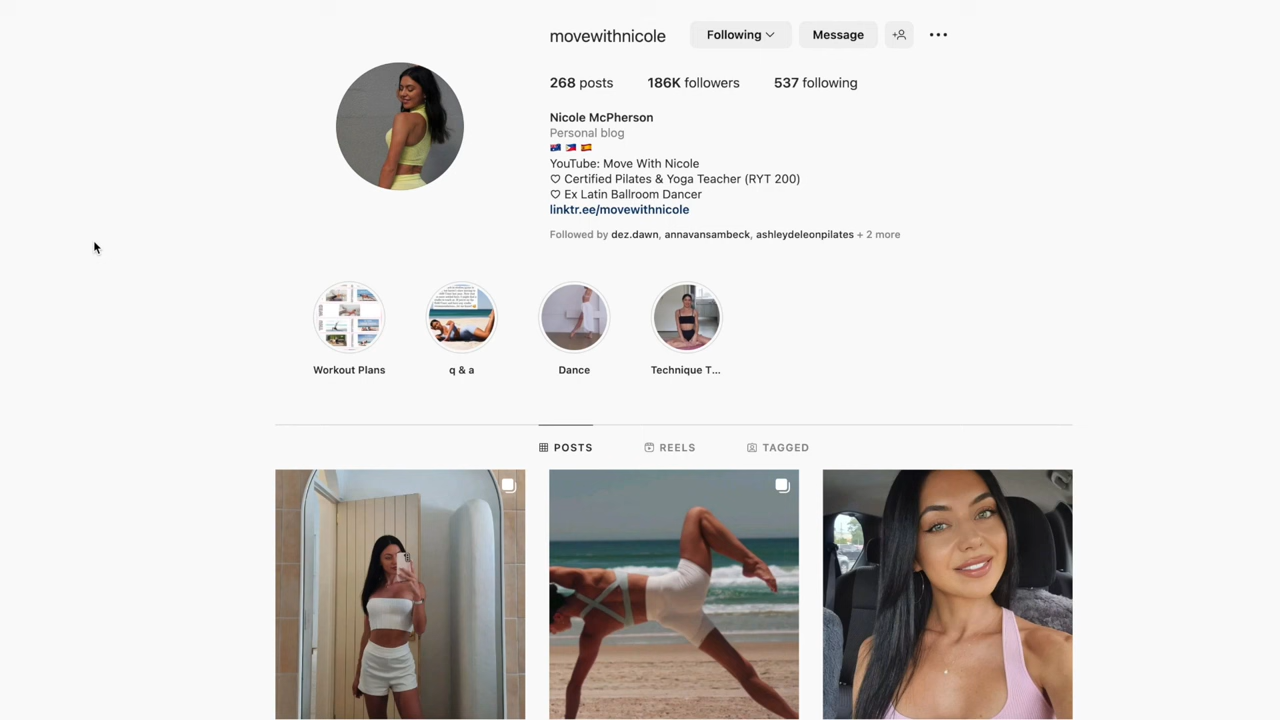 movewithnicole
Following
Message
268 posts
186K followers
537 following
Nicole McPherson
Personal blog
🇦🇺 🇵🇭 🇪🇸
YouTube: Move With Nicole
♡ Certified Pilates & Yoga Teacher (RYT 200)
♡ Ex Latin Ballroom Dancer
linktr.ee/movewithnicole
Followed by dez.dawn, annavansambeck, ashleydeleonpilates + 2 more
Workout Plans
q & a
Dance
Technique T...
POSTS
REELS
TAGGED